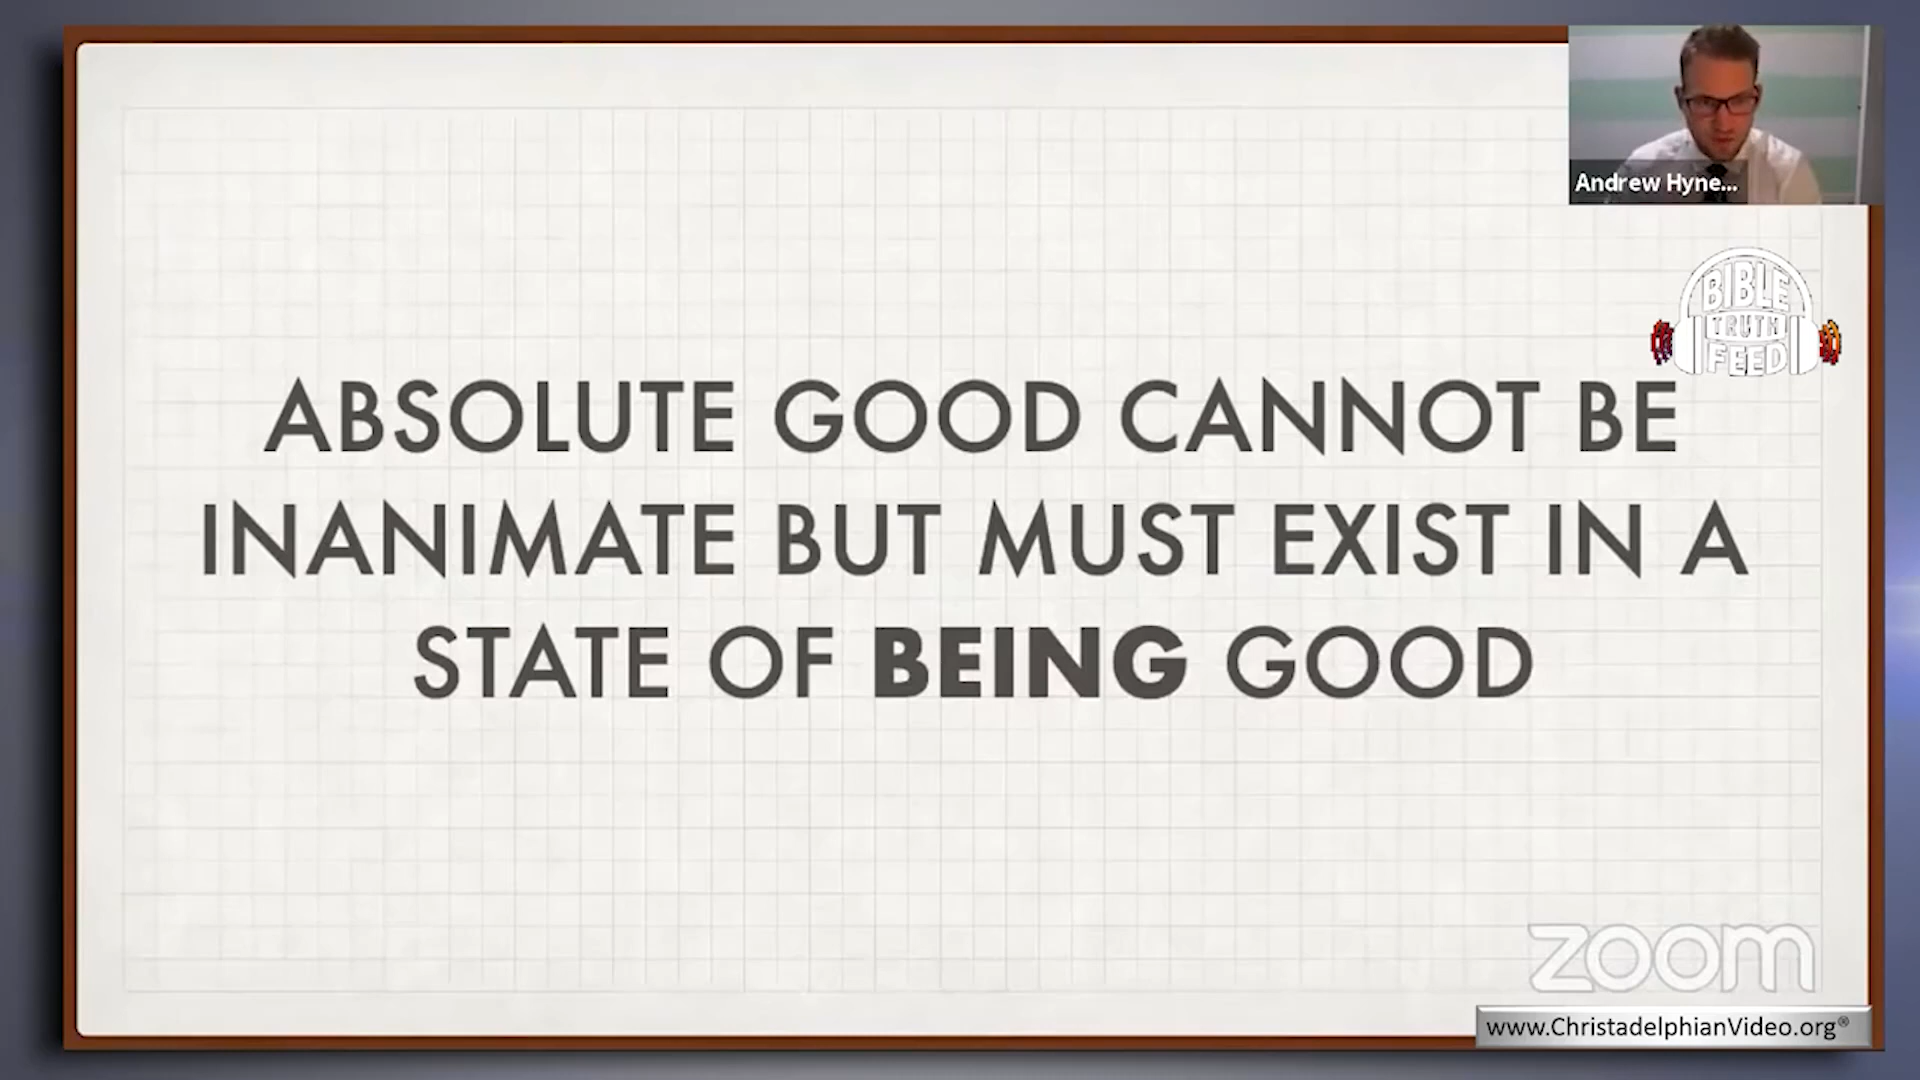 Andrew Hyne...
BIBLE
TRUTH
FEED
ABSOLUTE GOOD CANNOT BE
INANIMATE BUT MUST EXIST IN A
STATE OF BEING GOOD
zoom
www.ChristadelphianVideo.org®